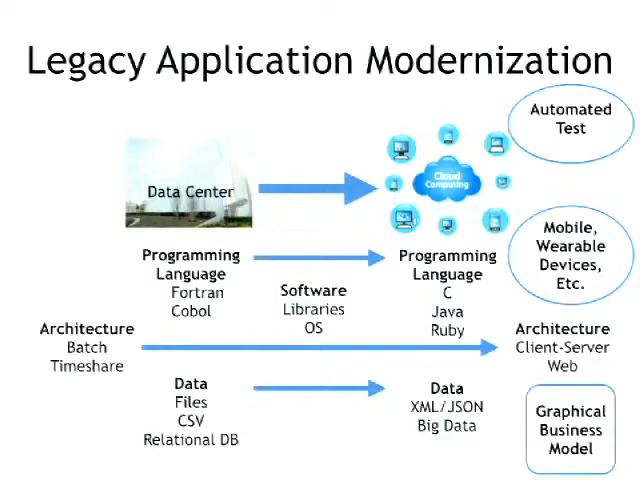 Legacy Application Modernization
Automated
Test
Data Center
Cloud
Computing
Mobile,
Wearable
Devices,
Etc.
Programming
Language
Fortran
Cobol
Software
Libraries
OS
Programming
Language
C
Java
Ruby
Architecture
Batch
Timeshare
Architecture
Client-Server
Web
Data
Files
CSV
Relational DB
Data
XML/JSON
Big Data
Graphical
Business
Model